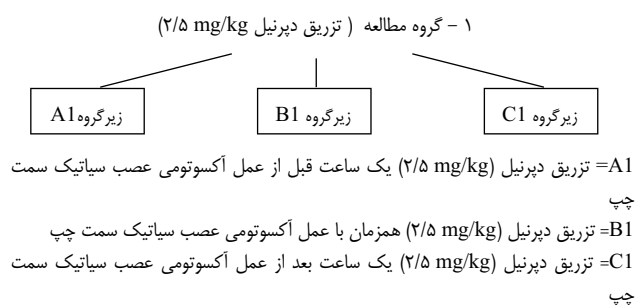 ۱ - گروه مطالعه ( تزریق دپرنیل ۲/۵ mg/kg)
زیرگروه C1
زیرگروه B1
زیرگروه A1
A1= تزریق دپرنیل (۲/۵ mg/kg) یک ساعت قبل از عمل آکسوتومی عصب سیاتیک سمت
چپ
B1= تزریق دپرنیل (۲/۵ mg/kg) همزمان با عمل آکسوتومی عصب سیاتیک سمت چپ
C1= تزریق دپرنیل (۲/۵ mg/kg) یک ساعت بعد از عمل آکسوتومی عصب سیاتیک سمت
چپ